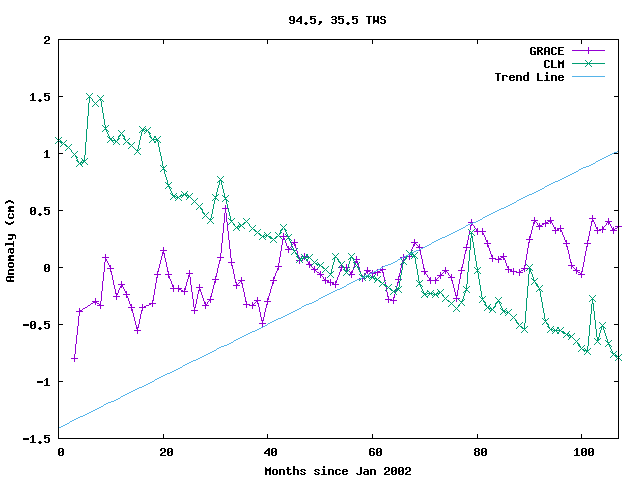 94.5, 35.5 TWS
GRACE
CLM
Trend Line
2
1.5
1
0.5
0
-0.5
-1
-1.5
Anomaly (cm)
0 20 40 60 80 100
Months since Jan 2002